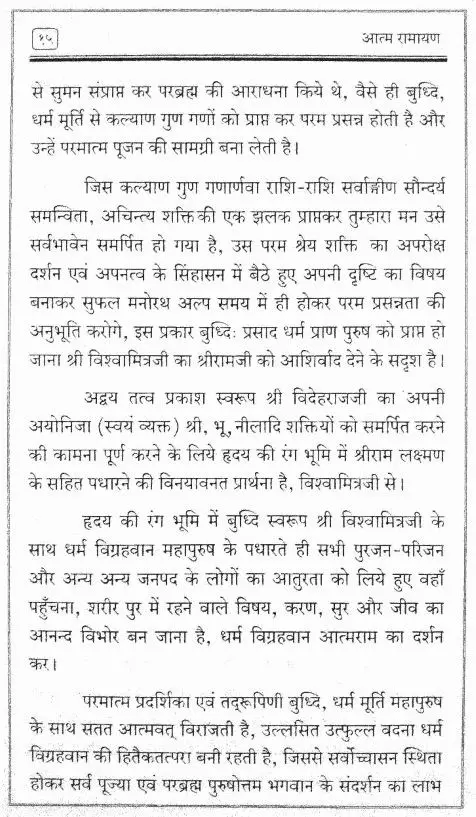 १५
आत्म रामायण
से सुमन संप्राप्त कर परब्रह्म की आराधना किये थे, वैसे ही बुध्दि,
धर्म मूर्ति से कल्याण गुण गणों को प्राप्त कर परम प्रसन्न होती है और
उन्हें परमात्म पूजन की सामग्री बना लेती है।
जिस कल्याण गुण गणार्णवा राशि-राशि सर्वाङ्गीण सौन्दर्य
समन्विता, अचिन्त्य शक्ति की एक झलक प्राप्तकर तुम्हारा मन उसे
सर्वभावेन समर्पित हो गया है, उस परम श्रेय शक्ति का अपरोक्ष
दर्शन एवं अपनत्व के सिंहासन में बैठे हुए अपनी दृष्टि का विषय
बनाकर सुफल मनोरथ अल्प समय में ही होकर परम प्रसन्नता की
अनुभूति करोगे, इस प्रकार बुध्दिः प्रसाद धर्म प्राण पुरुष को प्राप्त हो
जाना श्री विश्वामित्रजी का श्रीरामजी को आशिर्वाद देने के सदृश है।
अद्वय तत्व प्रकाश स्वरूप श्री विदेहराजजी का अपनी
अयोनिजा (स्वयं व्यक्त) श्री, भू, नीलादि शक्तियों को समर्पित करने
की कामना पूर्ण करने के लिये हृदय की रंग भूमि में श्रीराम लक्ष्मण
के सहित पधारने की विनयावनत प्रार्थना है, विश्वामित्रजी से।
हृदय की रंग भूमि में बुध्दि स्वरूप श्री विश्वामित्रजी के
साथ धर्म विग्रहवान महापुरुष के पधारते ही सभी पुरजन-परिजन
और अन्य अन्य जनपद के लोगों का आतुरता को लिये हुए वहाँ
पहुँचना, शरीर पुर में रहने वाले विषय, करण, सुर और जीव का
आनन्द विभोर बन जाना है, धर्म विग्रहवान आत्मराम का दर्शन
कर।
परमात्म प्रदर्शिका एवं तद्रूपिणी बुध्दि, धर्म मूर्ति महापुरुष
के साथ सतत आत्मवत् विराजती है, उल्लसित उत्फुल्ल वदना धर्म
विग्रहवान की हितैकतत्परा बनी रहती है, जिससे सर्वोच्चासन स्थिता
होकर सर्व पूज्या एवं परब्रह्म पुरुषोत्तम भगवान के संदर्शन का लाभ